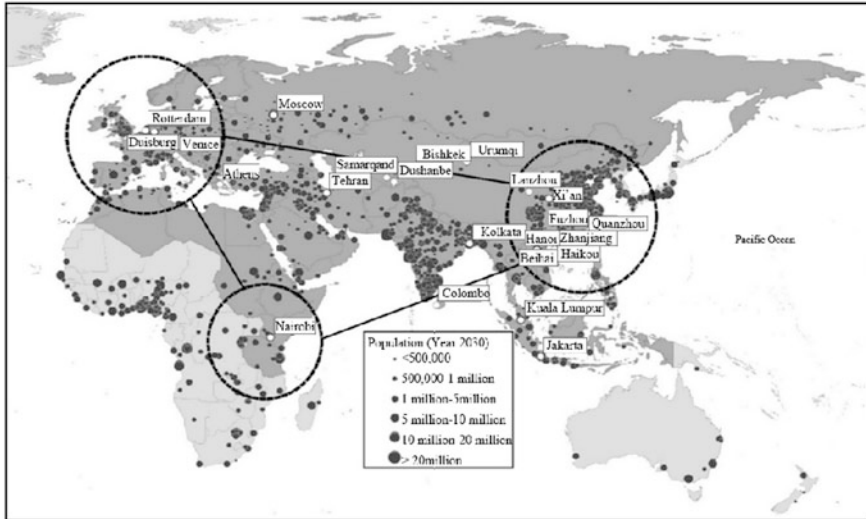 Moscow
Rotterdam
Duisburg
Venice
Athens
Samarqand
Bishkek
Urumqi
Dushanbe
Tehran
Lanzhou
Xi'an
Fuzhou
Quanzhou
Kolkata
Hanoi
Zhanjiang
Beihai
Haikou
Pacific Ocean
Colombo
Kuala Lumpur
Nairobi
Jakarta
Population (Year 2030)
<500,000
500,000 1 million
1 million-5million
5 million-10 million
10 million 20 million
> 20million